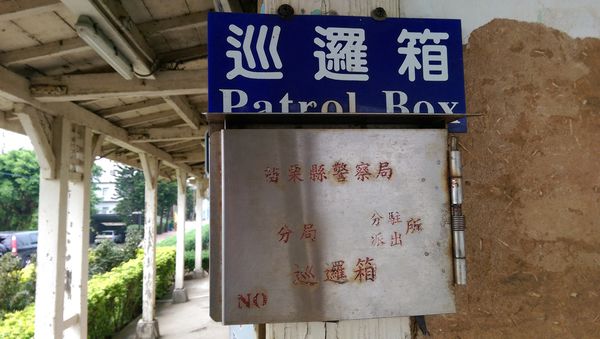 巡邏箱
Patrol Box
苗栗縣警察局
分局 分駐派出所
巡邏箱
NO